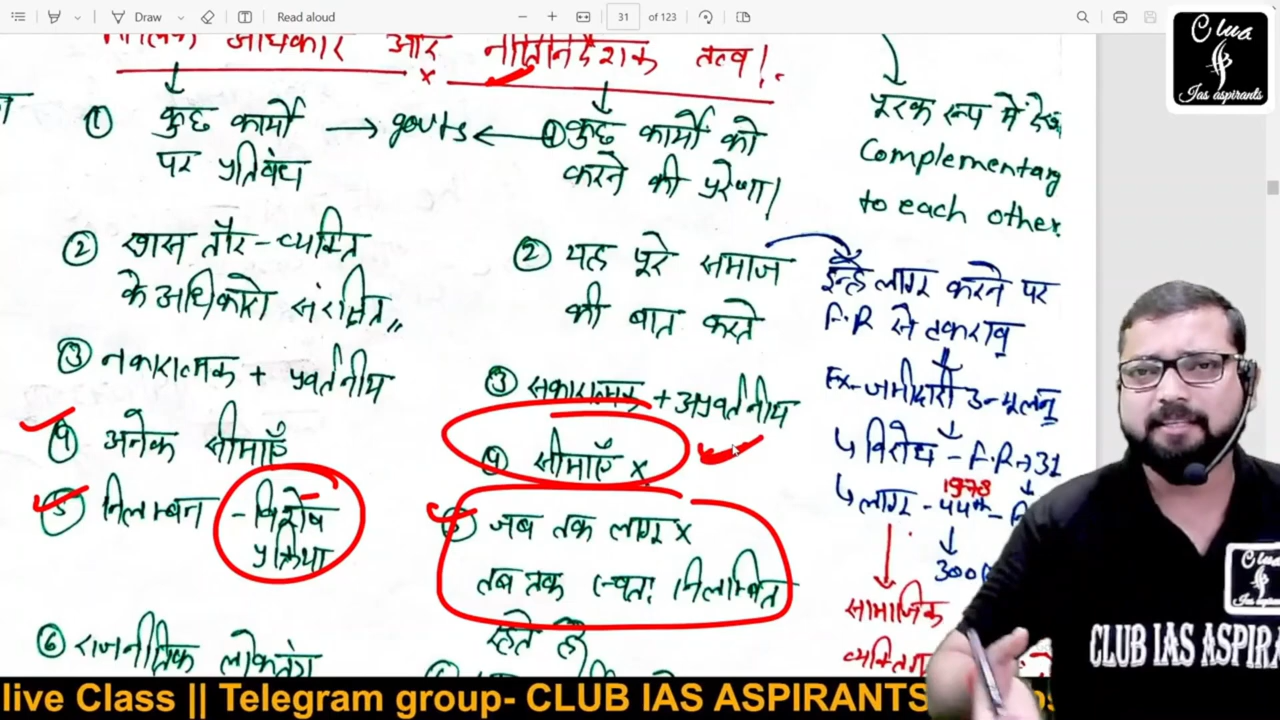 Draw
Read aloud
31 of 123
मौलिक अधिकार और नीति निदेशक तत्व!
① कुछ कार्मो → govts ←
पर प्रतिबंध
① कुछ कार्मो को
करने की प्रेरणा।
② खास तौर - व्यक्ति
के अधिकारो संरक्षित,,
② यह पूरे समाज
की बात करते
③ नकारात्मक + प्रवर्तनीय
③ सकारात्मक + अप्रवर्तनीय
④ अनेक सीमाएँ
④ सीमाएँ x
⑤ निलम्बन - विशेष
प्रक्रिया
⑤ जब तक लागू x
तब तक स्वतः निलम्बित
रहते है
⑥ राजनीतिक लोकतंत्र
पूरक रूप में देख
Complementary
to each other.
इन्हे लागू करने पर
F.R से टकराव
Ex- जमींदारी उन्मूलन
↳ विरोध - F.R → 31
1978
↳ लागू - 44th -
300
सामाजिक
Club
Ias aspirants
CLUB IAS ASPIRA
live Class || Telegram group- CLUB IAS ASPIRANTS